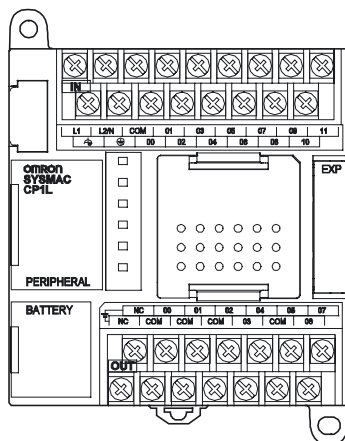 IN
L1 L2/N COM 01 03 05 07 09 11
00 02 04 06 08 10
OMRON
SYSMAC
CP1L
EXP
PERIPHERAL
BATTERY
NC 00 01 02 04 05 07
NC COM COM COM 03 COM 06
OUT